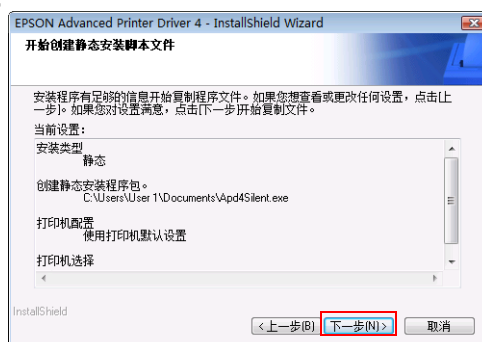 EPSON Advanced Printer Driver 4 - InstallShield Wizard
开始创建静态安装脚本文件
安装程序有足够的信息开始复制程序文件。如果您想查看或更改任何设置，点击[上
一步]。如果您对设置满意，点击[下一步]开始复制文件。
当前设置：
安装类型
静态
创建静态安装程序包。
C:\Users\User 1\Documents\Apd4Silent.exe
打印机配置
使用打印机默认设置
打印机选择
InstallShield
<上一步(B) 下一步(N)> 取消